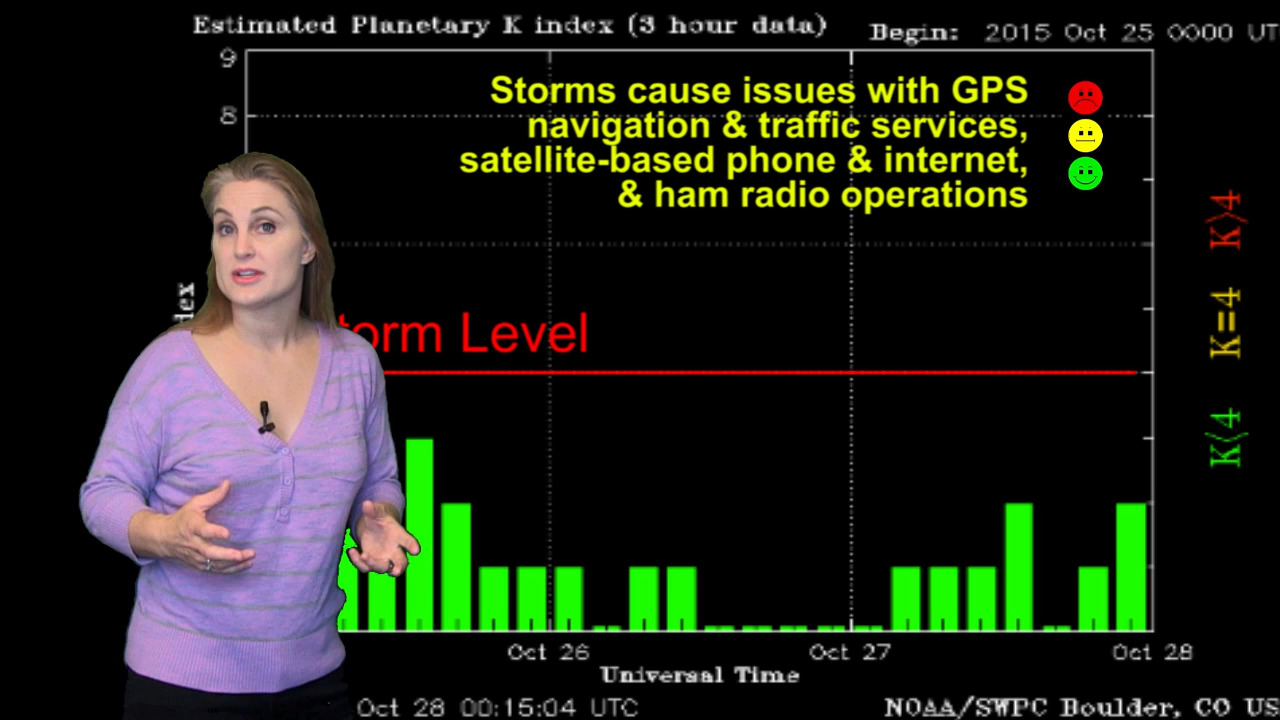 Estimated Planetary K index (3 hour data)
Begin: 2015 Oct 25 0000 UT
9
8
Storms cause issues with GPS
navigation & traffic services,
satellite-based phone & internet,
& ham radio operations
K>4
K=4
K<4
dex
torm Level
Oct 26
Oct 27
Oct 28
Universal Time
Oct 28 00:15:04 UTC
NOAA/SWPC Boulder, CO US